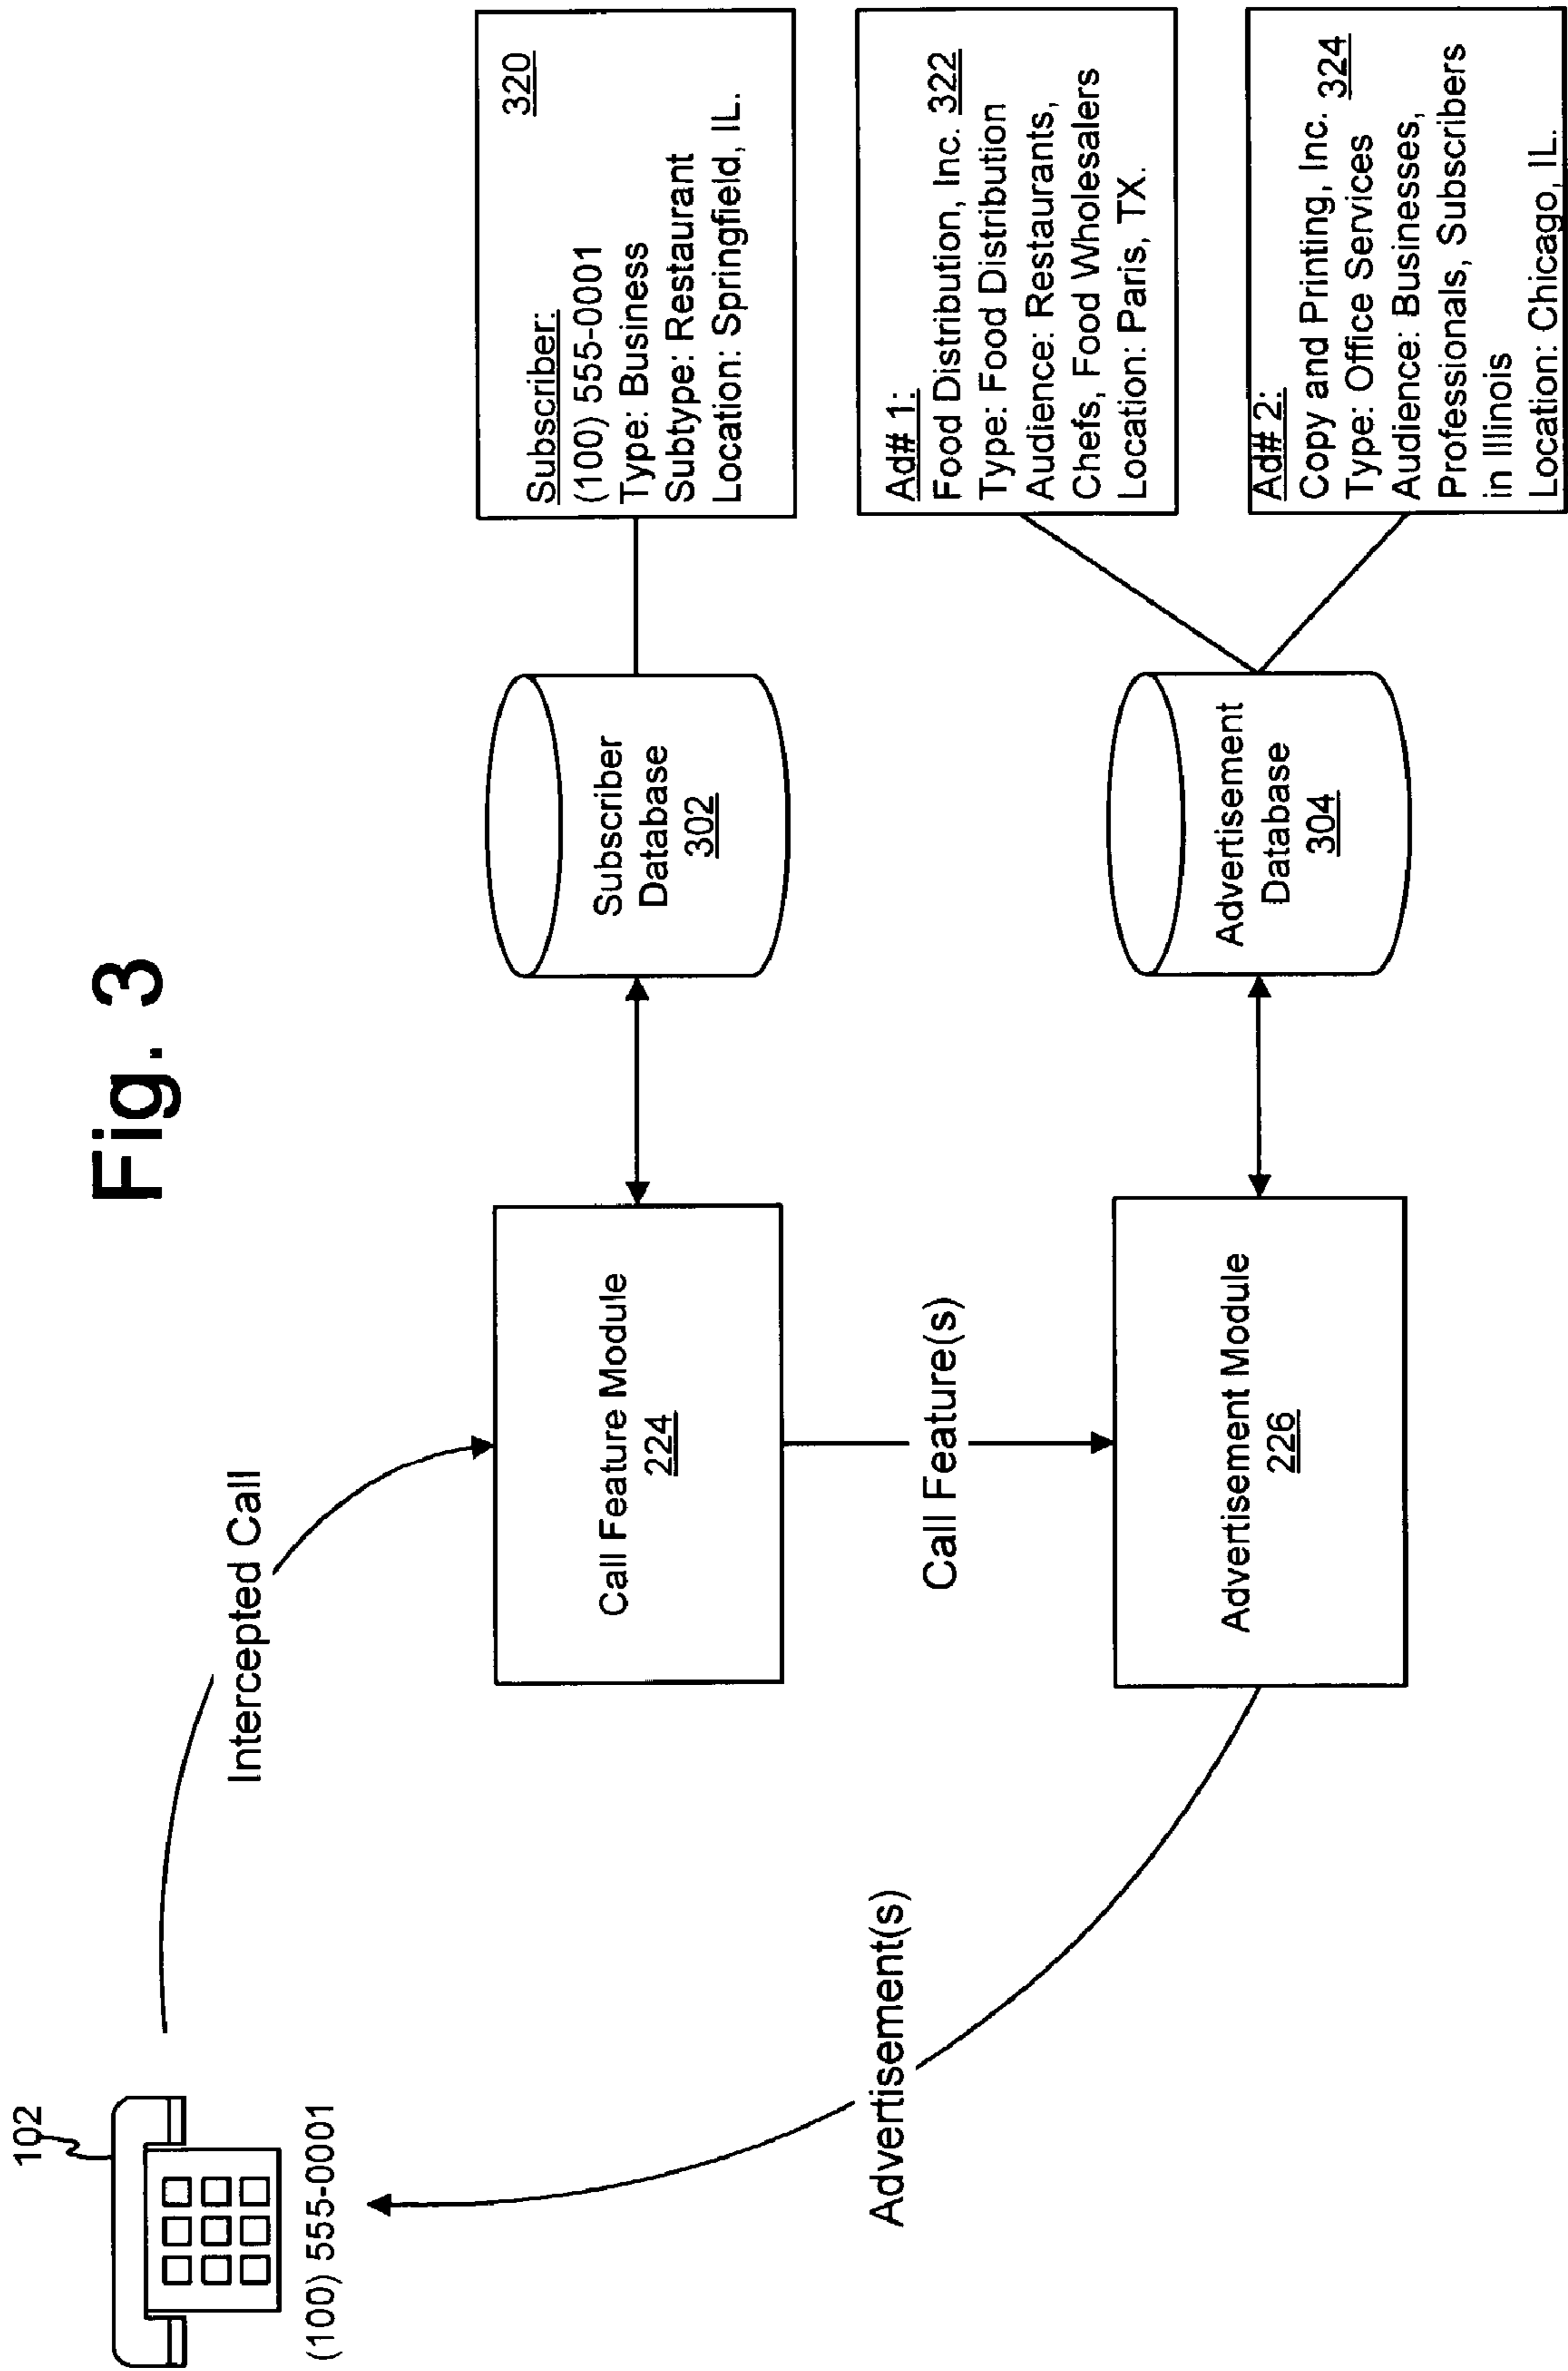 Fig. 3
102
(100) 555-0001
Intercepted Call
Call Feature Module
224
Subscriber
Database
302
320
Subscriber:
(100) 555-0001
Type: Business
Subtype: Restaurant
Location: Springfield, IL.
Call Feature(s)
Advertisement(s)
Advertisement Module
226
Advertisement
Database
304
Ad# 1:
Food Distribution, Inc. 322
Type: Food Distribution
Audience: Restaurants,
Chefs, Food Wholesalers
Location: Paris, TX.
Ad# 2:
Copy and Printing, Inc. 324
Type: Office Services
Audience: Businesses,
Professionals, Subscribers
in Illinois
Location: Chicago, IL.